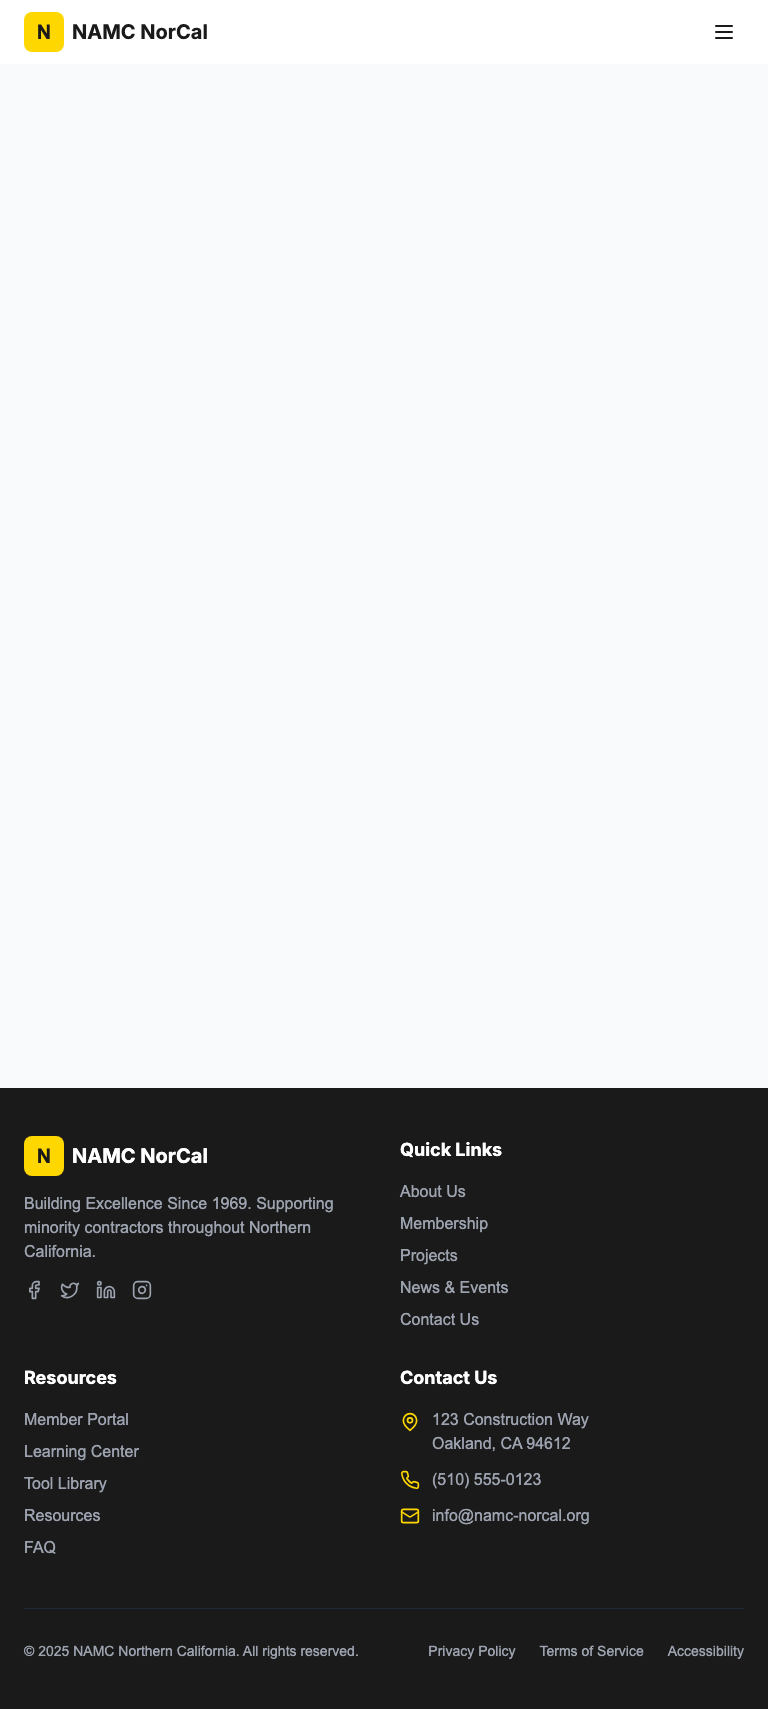 N NAMC NorCal
N NAMC NorCal
Building Excellence Since 1969. Supporting
minority contractors throughout Northern
California.
Quick Links
About Us
Membership
Projects
News & Events
Contact Us
Resources
Member Portal
Learning Center
Tool Library
Resources
FAQ
Contact Us
123 Construction Way
Oakland, CA 94612
(510) 555-0123
info@namc-norcal.org
© 2025 NAMC Northern California. All rights reserved.
Privacy Policy Terms of Service Accessibility